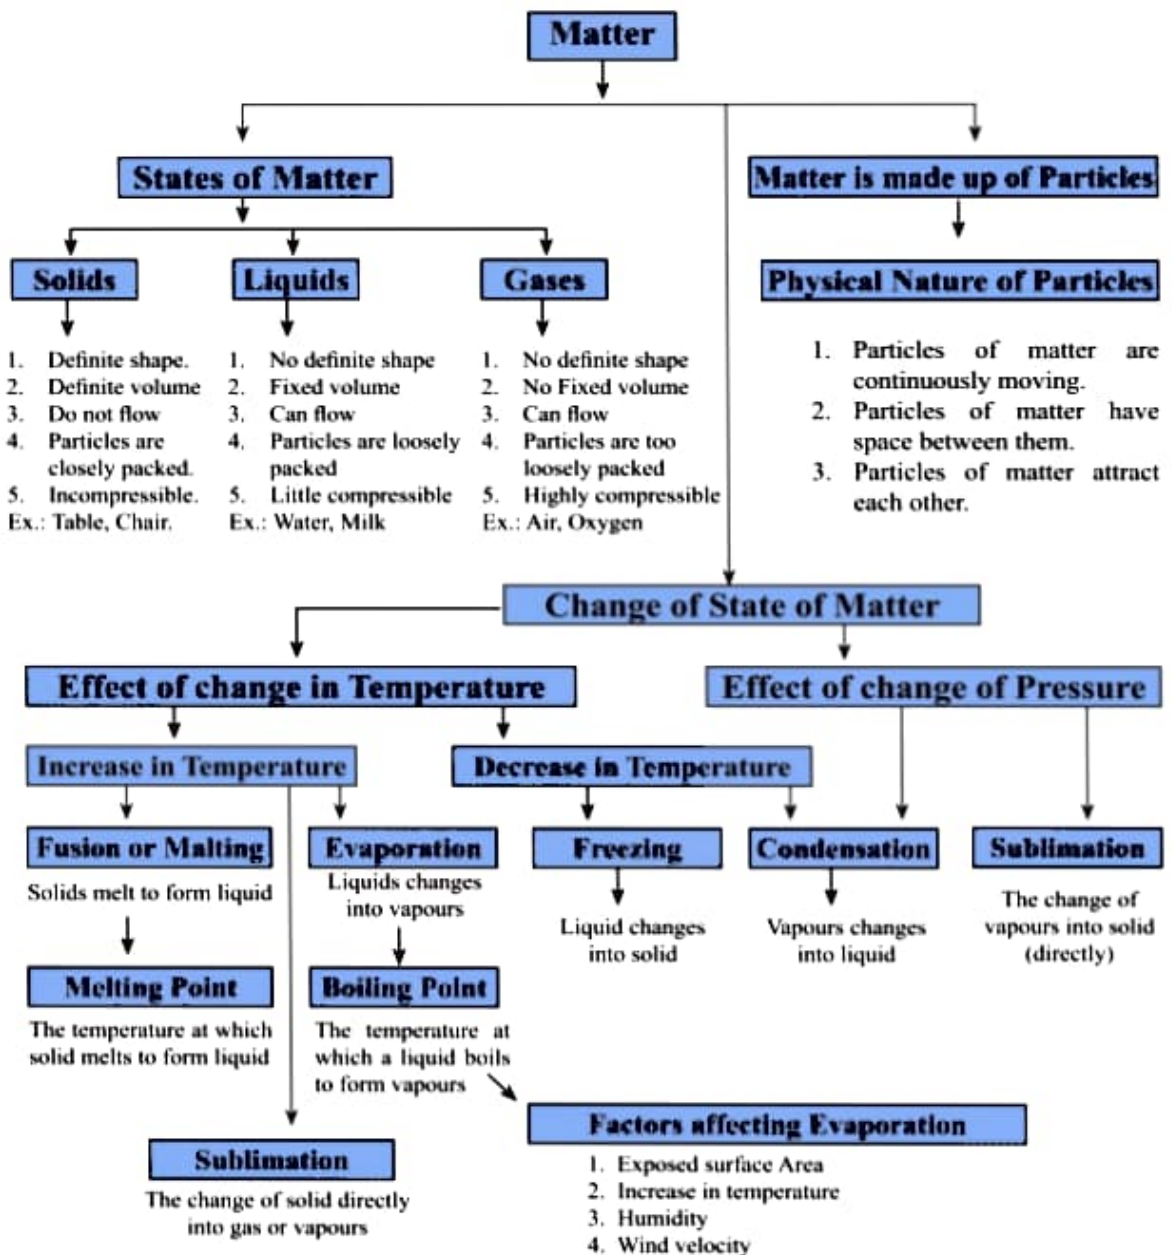 Matter
States of Matter
Matter is made up of Particles
Solids
Liquids
Gases
Physical Nature of Particles
1. Definite shape.
2. Definite volume
3. Do not flow
4. Particles are
closely packed.
5. Incompressible.
Ex.: Table, Chair.
1. No definite shape
2. Fixed volume
3. Can flow
4. Particles are loosely
packed
5. Little compressible
Ex.: Water, Milk
1. No definite shape
2. No Fixed volume
3. Can flow
4. Particles are too
loosely packed
5. Highly compressible
Ex.: Air, Oxygen
1. Particles of matter are
continuously moving.
2. Particles of matter have
space between them.
3. Particles of matter attract
each other.
Change of State of Matter
Effect of change in Temperature
Effect of change of Pressure
Increase in Temperature
Decrease in Temperature
Fusion or Malting
Solids melt to form liquid
Evaporation
Liquids changes
into vapours
Freezing
Liquid changes
into solid
Condensation
Vapours changes
into liquid
Sublimation
The change of
vapours into solid
(directly)
Melting Point
The temperature at which
solid melts to form liquid
Boiling Point
The temperature at
which a liquid boils
to form vapours
Sublimation
The change of solid directly
into gas or vapours
Factors affecting Evaporation
1. Exposed surface Area
2. Increase in temperature
3. Humidity
4. Wind velocity